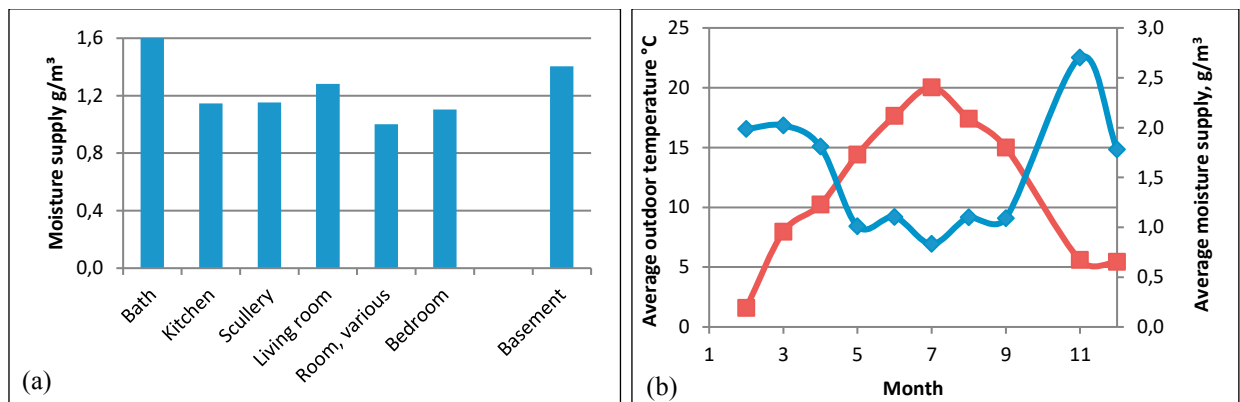 Moisture supply g/m³
1,6
1,2
0,8
0,4
0,0
Bath
Kitchen
Scullery
Living room
Room, various
Bedroom
Basement
(a)
Average outdoor temperature °C
25
20
15
10
5
0
1
3
5
7
9
11
Month
3,0
2,5
2,0
1,5
1,0
0,5
0,0
Average moisture supply, g/m³
(b)